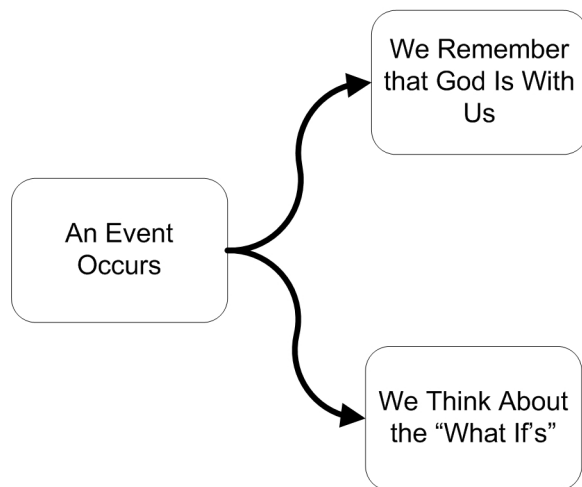 We Remember
that God Is With
Us
An Event
Occurs
We Think About
the “What If’s”